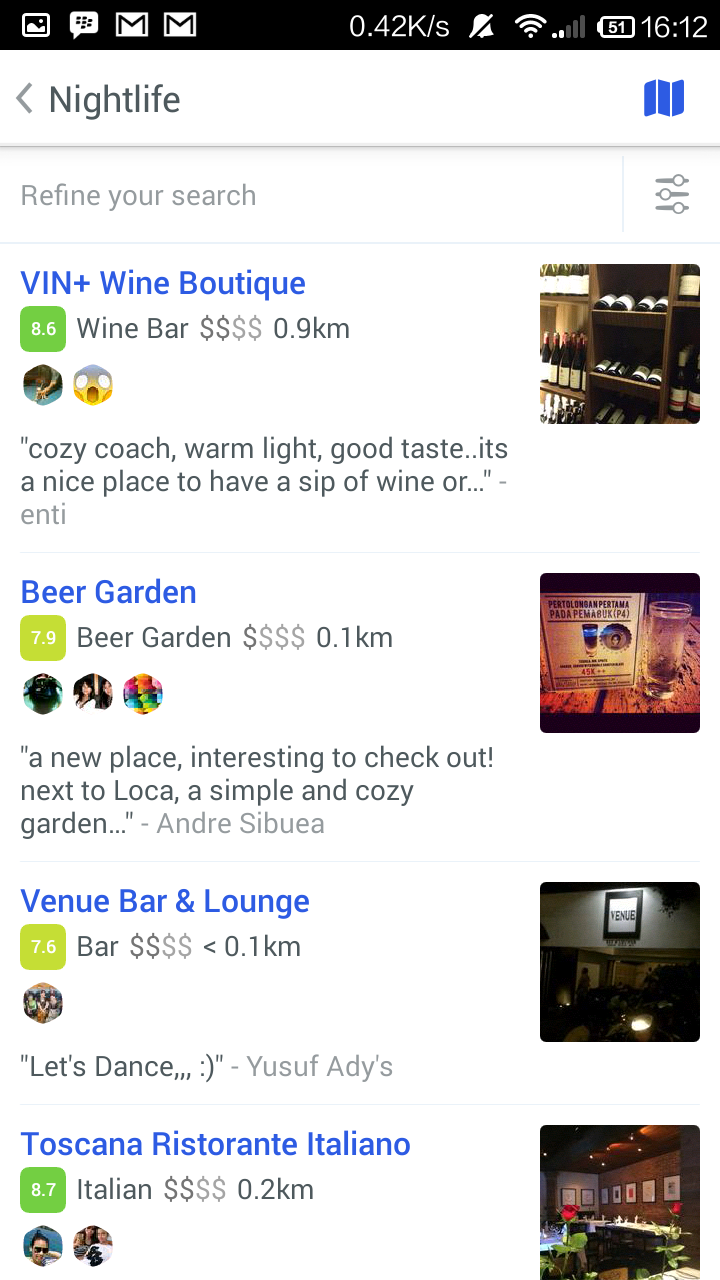 0.42K/s 51 16:12
Nightlife
Refine your search
VIN+ Wine Boutique
8.6 Wine Bar $$$$ 0.9km
"cozy coach, warm light, good taste..its
a nice place to have a sip of wine or..." -
enti
Beer Garden
7.9 Beer Garden $$$$ 0.1km
PERTOLONGAN PERTAMA
PADA PEMABUK (P4)
45K ++
"a new place, interesting to check out!
next to Loca, a simple and cozy
garden..." - Andre Sibuea
Venue Bar & Lounge
7.6 Bar $$$$ < 0.1km
VENUE
"Let's Dance,,, :)" - Yusuf Ady's
Toscana Ristorante Italiano
8.7 Italian $$$$ 0.2km